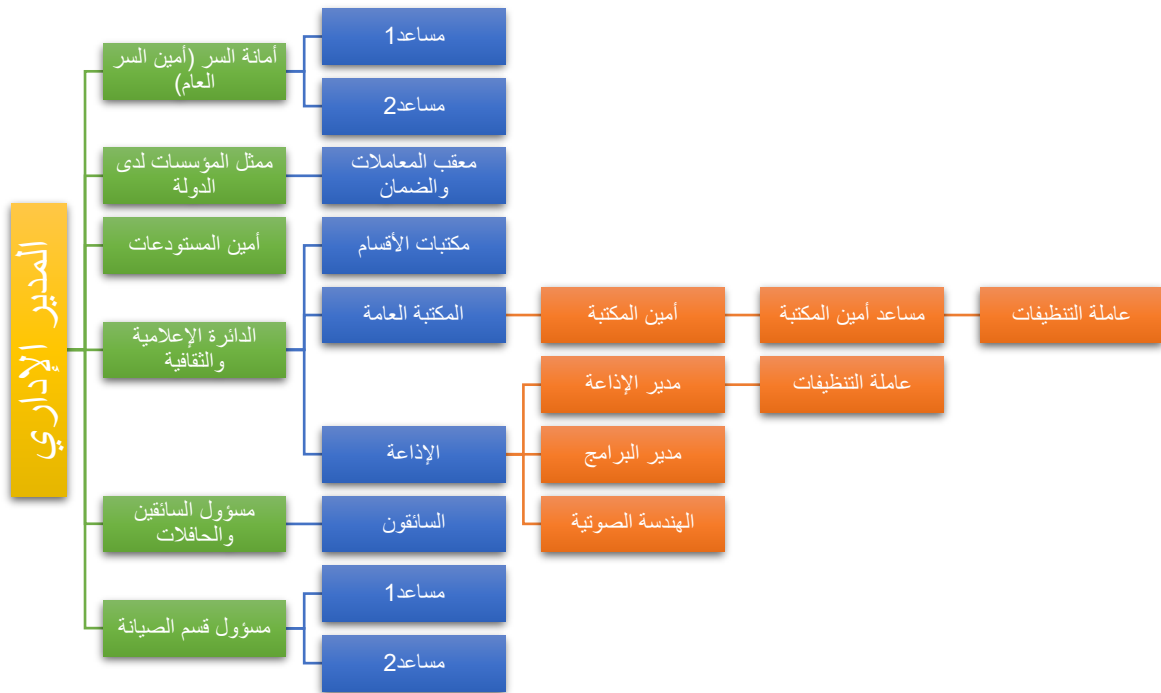 المدير الإداري
أمانة السر (أمين السر
العام)
مساعد1
مساعد2
ممثل المؤسسات لدى
الدولة
معقب المعاملات
والضمان
أمين المستودعات
الدائرة الإعلامية
والثقافية
مكتبات الأقسام
المكتبة العامة
أمين المكتبة
مساعد أمين المكتبة
عاملة التنظيفات
الإذاعة
مدير الإذاعة
عاملة التنظيفات
مدير البرامج
الهندسة الصوتية
مسؤول السائقين
والحافلات
السائقون
مسؤول قسم الصيانة
مساعد1
مساعد2